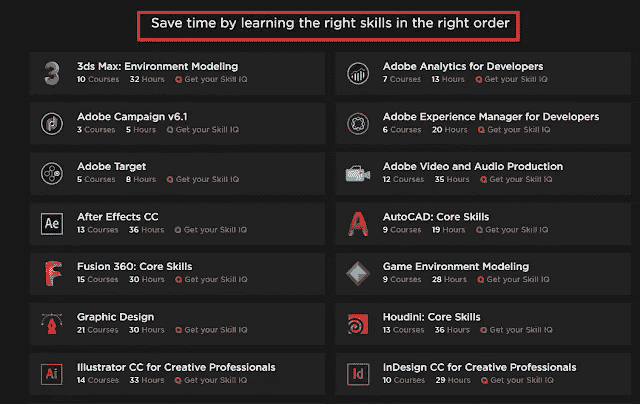 Save time by learning the right skills in the right order
3
3ds Max: Environment Modeling
10 Courses 32 Hours Get your Skill IQ
Adobe Analytics for Developers
7 Courses 13 Hours Get your Skill IQ
Adobe Campaign v6.1
3 Courses 5 Hours Get your Skill IQ
Adobe Experience Manager for Developers
6 Courses 20 Hours Get your Skill IQ
Adobe Target
5 Courses 8 Hours Get your Skill IQ
Adobe Video and Audio Production
12 Courses 35 Hours Get your Skill IQ
Ae
After Effects CC
13 Courses 36 Hours Get your Skill IQ
A
AutoCAD: Core Skills
9 Courses 19 Hours Get your Skill IQ
F
Fusion 360: Core Skills
15 Courses 30 Hours Get your Skill IQ
Game Environment Modeling
9 Courses 28 Hours Get your Skill IQ
Graphic Design
21 Courses 30 Hours Get your Skill IQ
Houdini: Core Skills
13 Courses 36 Hours Get your Skill IQ
Ai
Illustrator CC for Creative Professionals
14 Courses 33 Hours Get your Skill IQ
Id
InDesign CC for Creative Professionals
10 Courses 29 Hours Get your Skill IQ